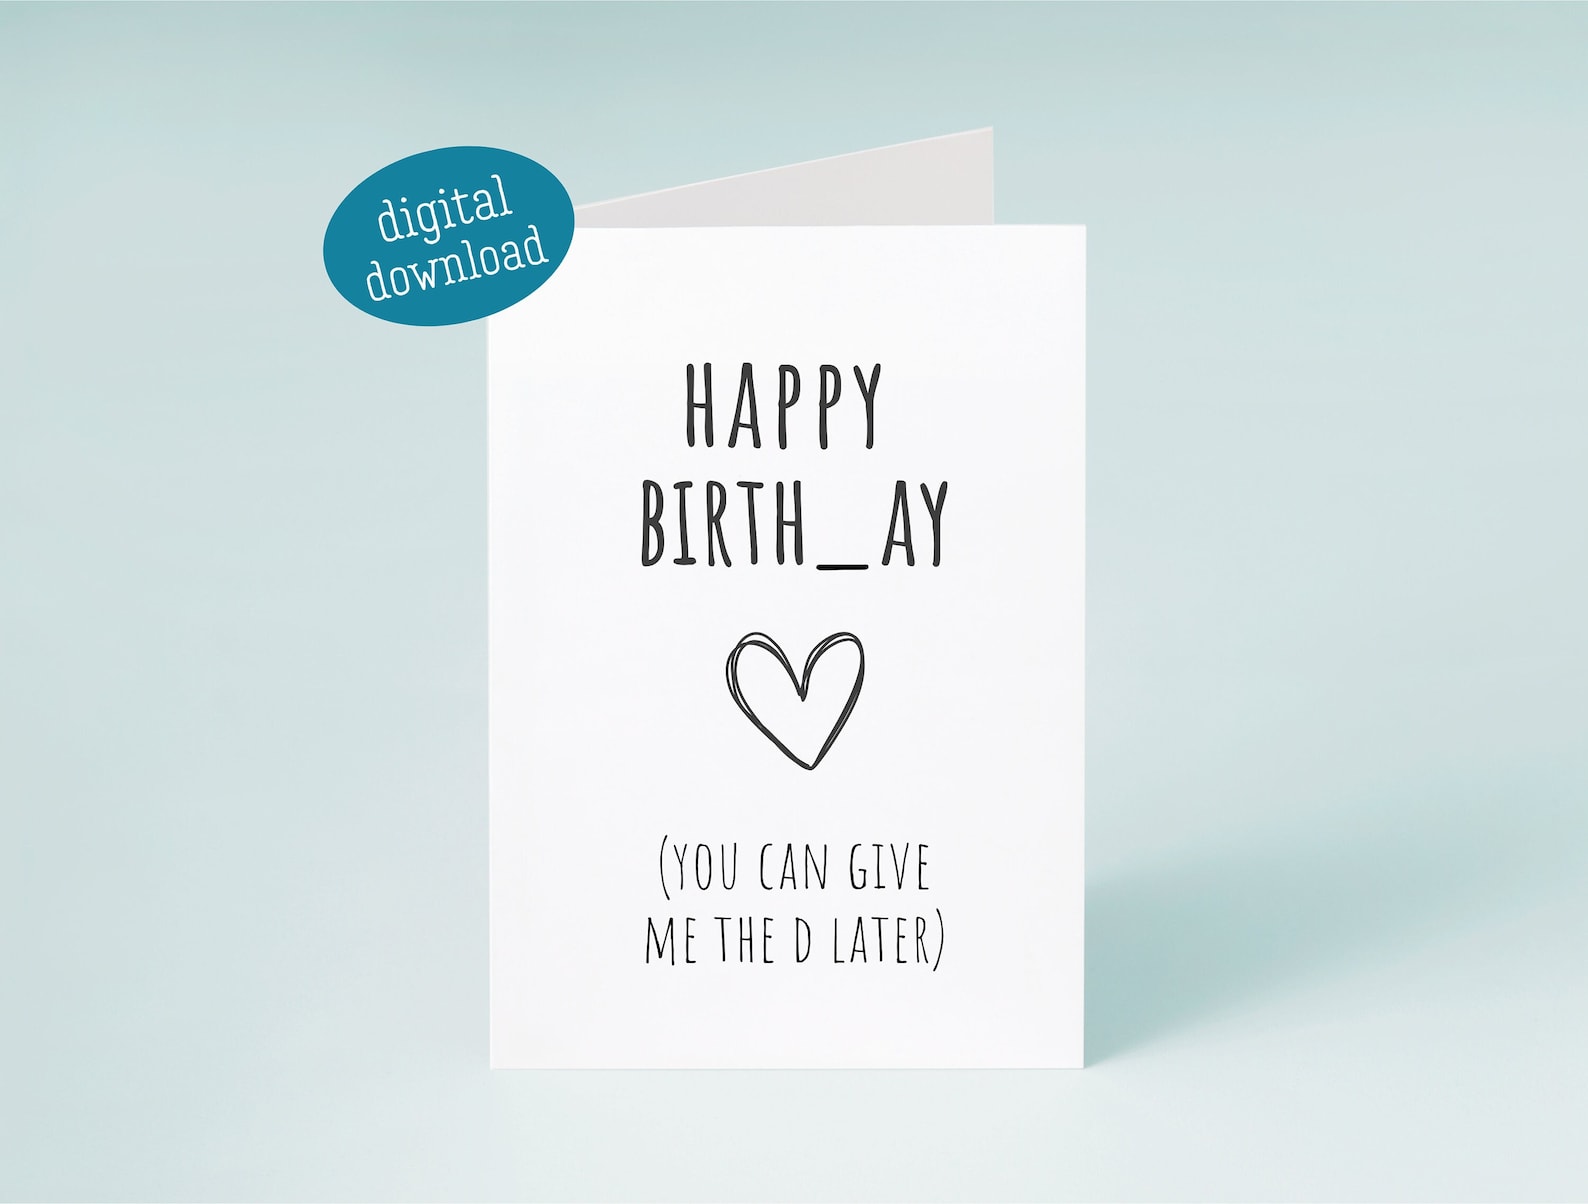 digital
download
HAPPY
BIRTH_AY
(YOU CAN GIVE
ME THE D LATER)